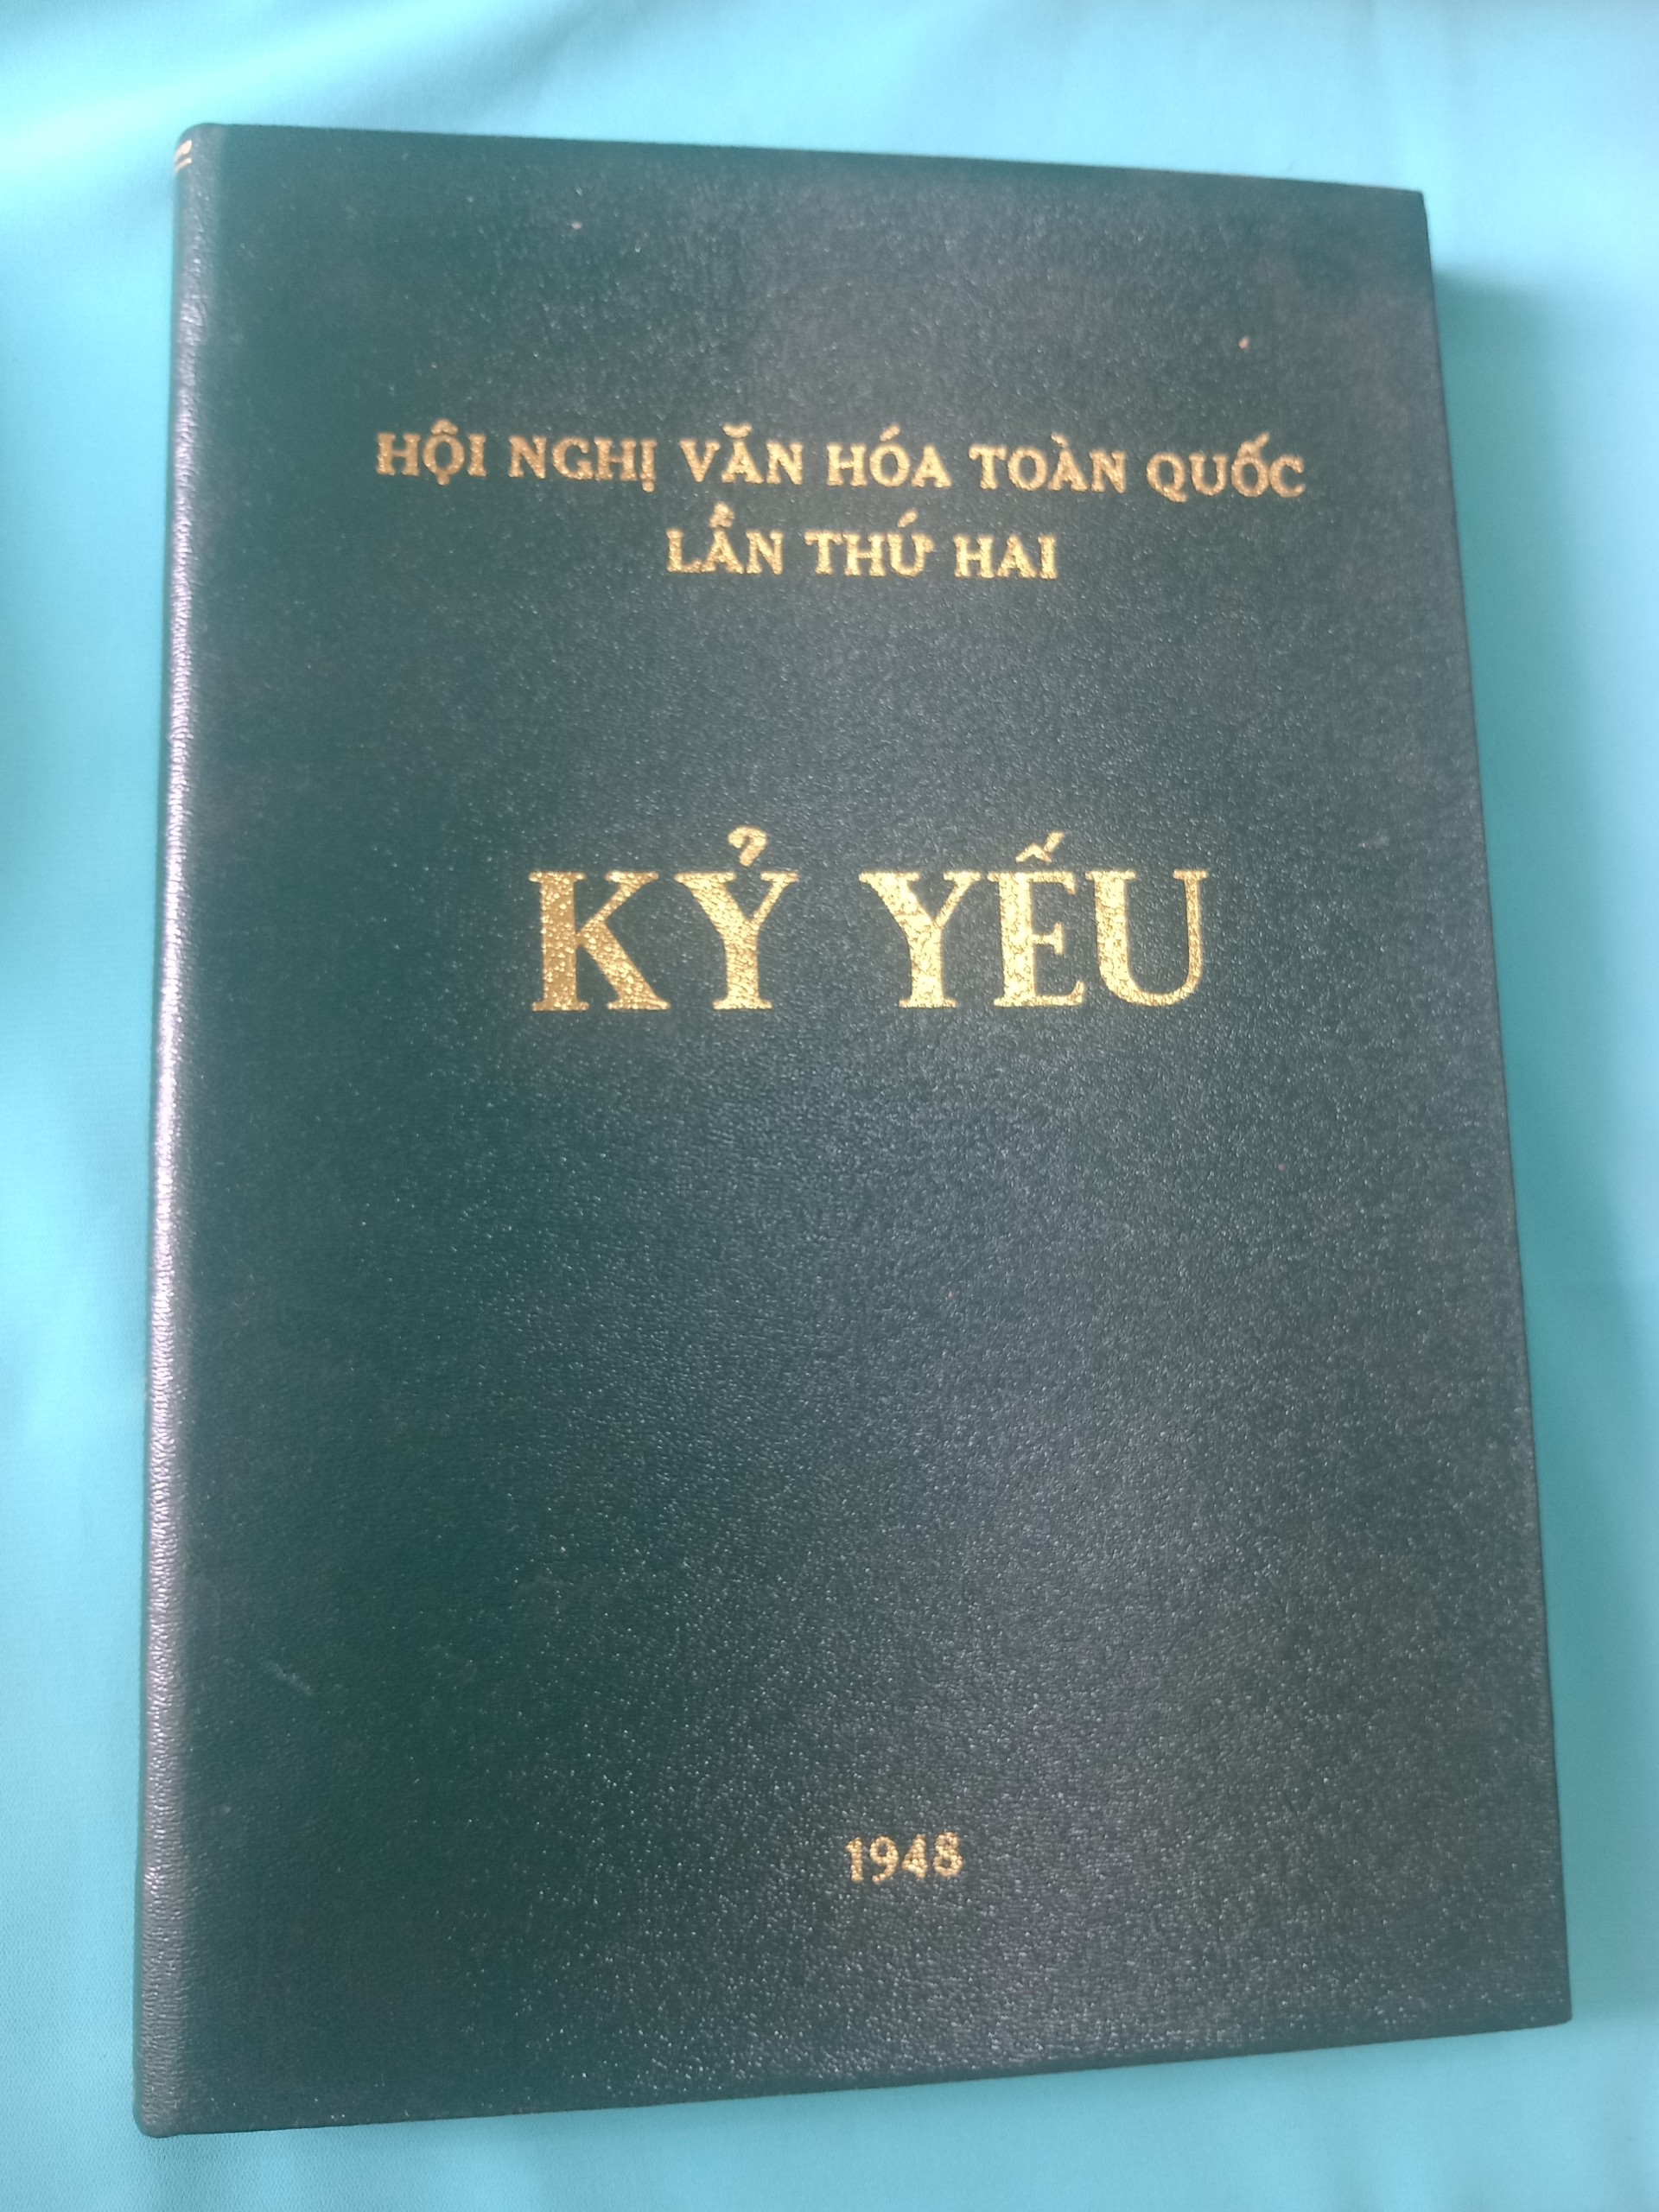 HỘI NGHỊ VĂN HÓA TOÀN QUỐC
LẦN THỨ HAI
KỶ YẾU
1948